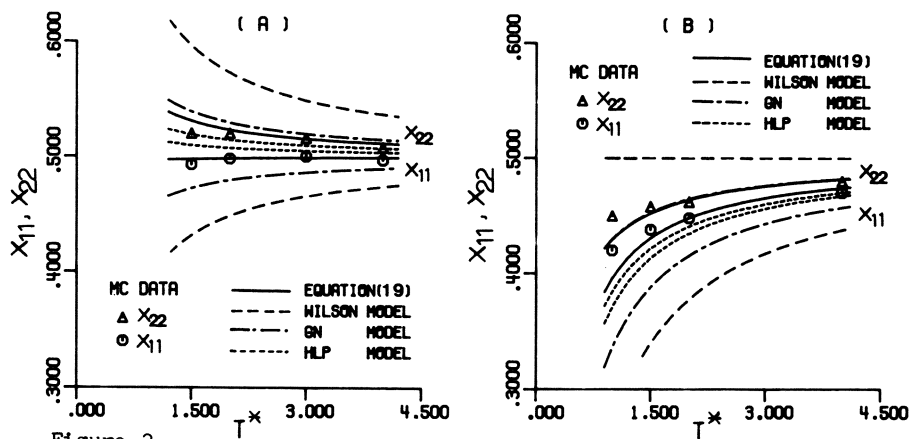 ( A )
.6000
.5000
.4000
.3000
X11, X22
X22
X11
MC DATA
△ X22
⊙ X11
EQUATION(19)
WILSON MODEL
GN MODEL
HLP MODEL
.000
1.500
3.000
4.500
T*
( B )
.6000
.5000
.4000
.3000
X11, X22
MC DATA
△ X22
⊙ X11
EQUATION(19)
WILSON MODEL
GN MODEL
HLP MODEL
X22
X11
.000
1.500
3.000
4.500
T*